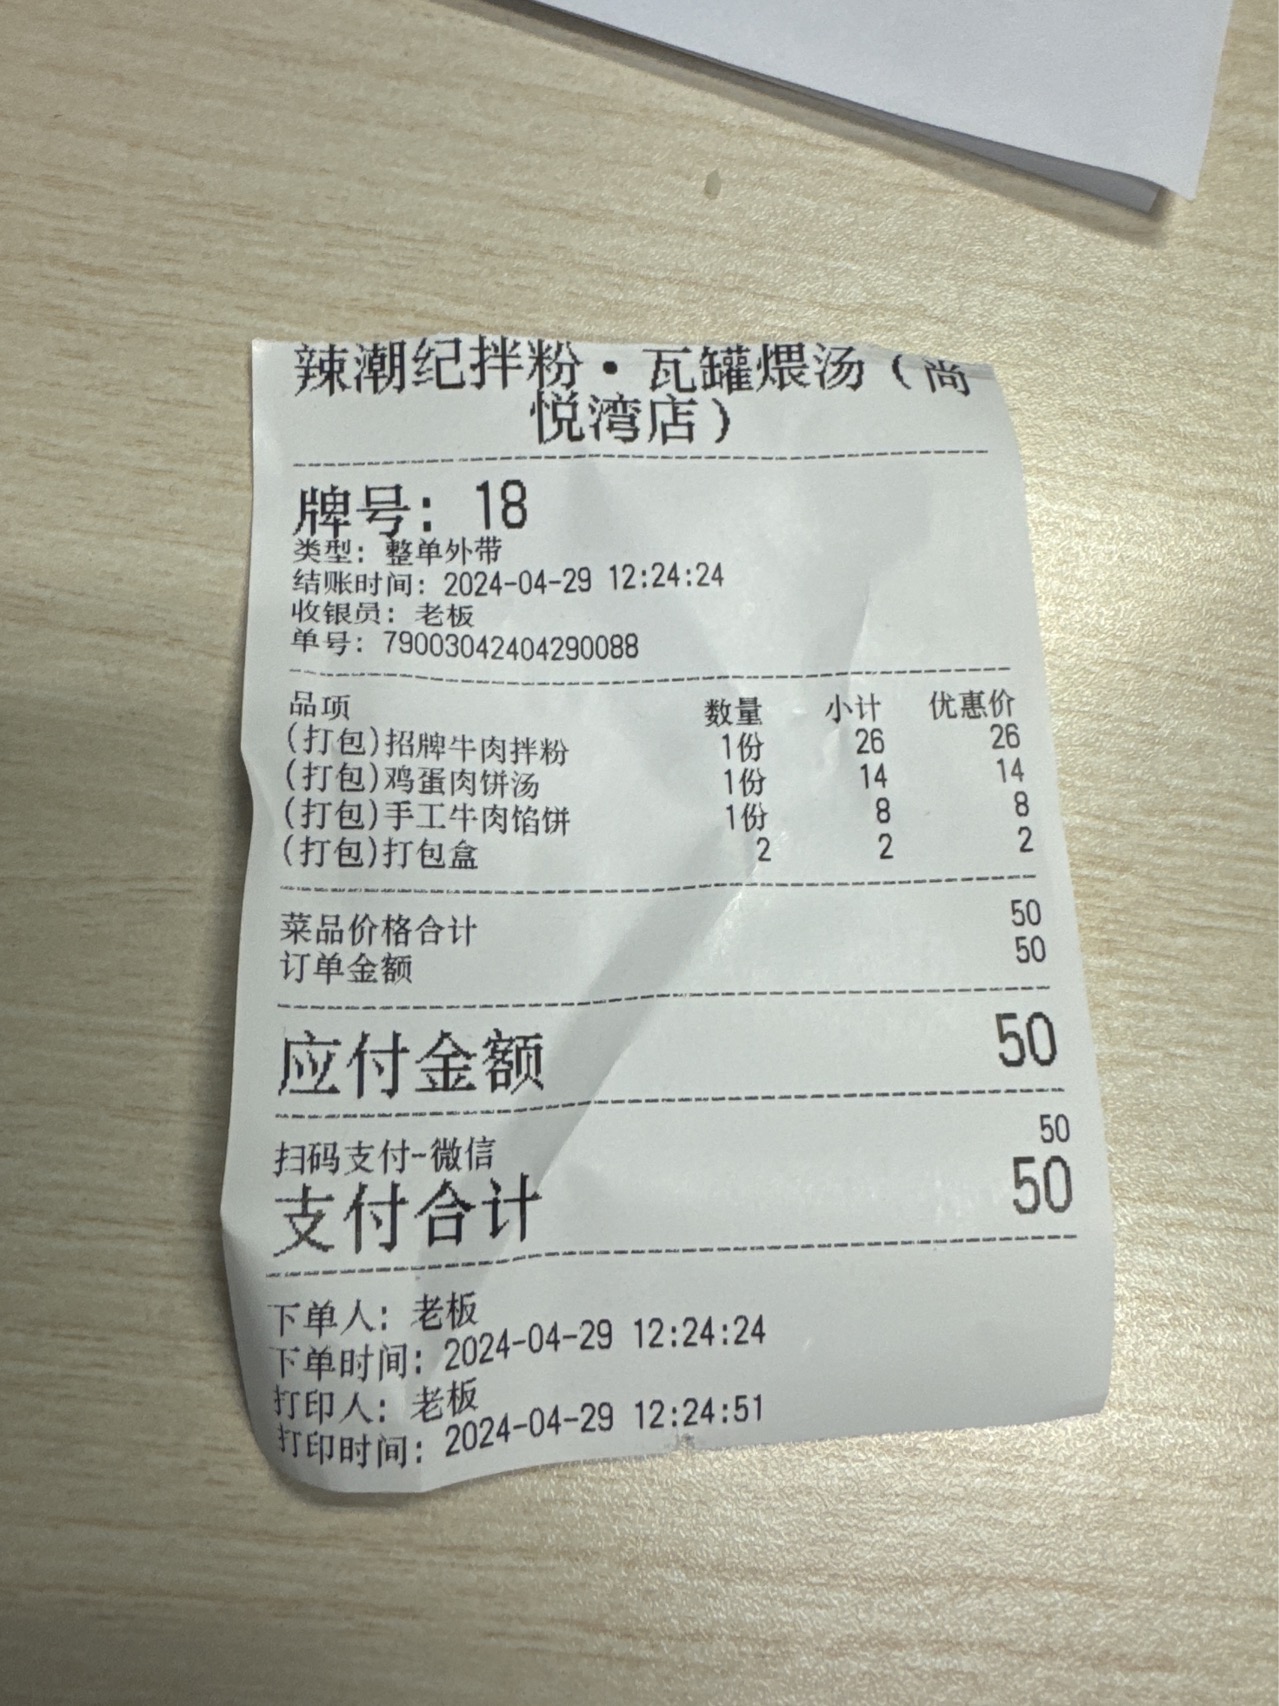 辣潮纪拌粉·瓦罐煨汤（尚
悦湾店）
牌号：18
类型：整单外带
结账时间：2024-04-29 12:24:24
收银员：老板
单号：79003042404290088
品项 数量 小计 优惠价
(打包)招牌牛肉拌粉 1份 26 26
(打包)鸡蛋肉饼汤 1份 14 14
(打包)手工牛肉馅饼 1份 8 8
(打包)打包盒 2 2 2
菜品价格合计 50
订单金额 50
应付金额 50
扫码支付-微信 50
支付合计 50
下单人：老板
下单时间：2024-04-29 12:24:24
打印人：老板
打印时间：2024-04-29 12:24:51